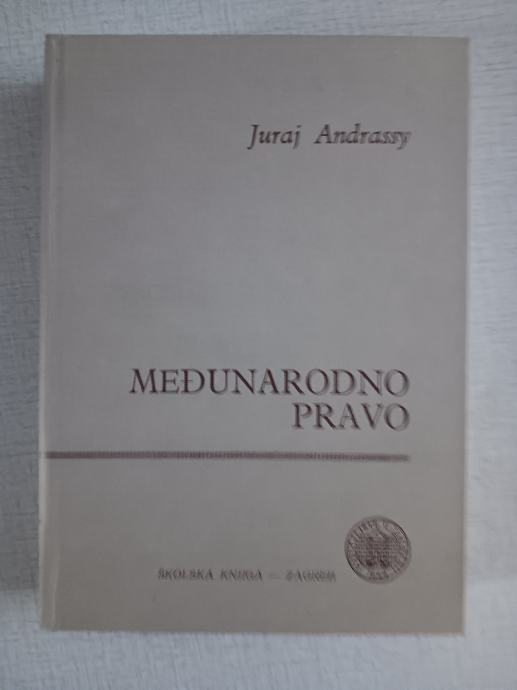 Juraj Andrassy
MEĐUNARODNO
PRAVO
ŠKOLSKA KNJIGA — ZAGREB